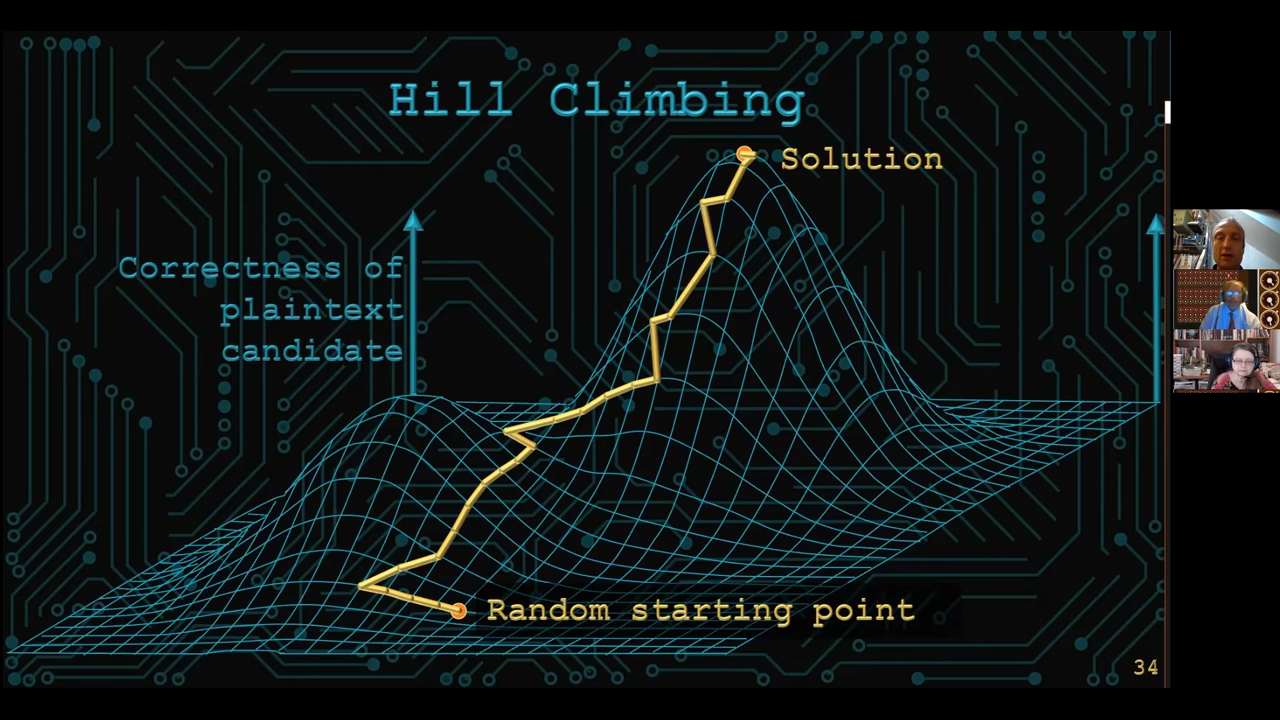 Hill Climbing
Solution
Correctness of
plaintext
candidate
Random starting point
34